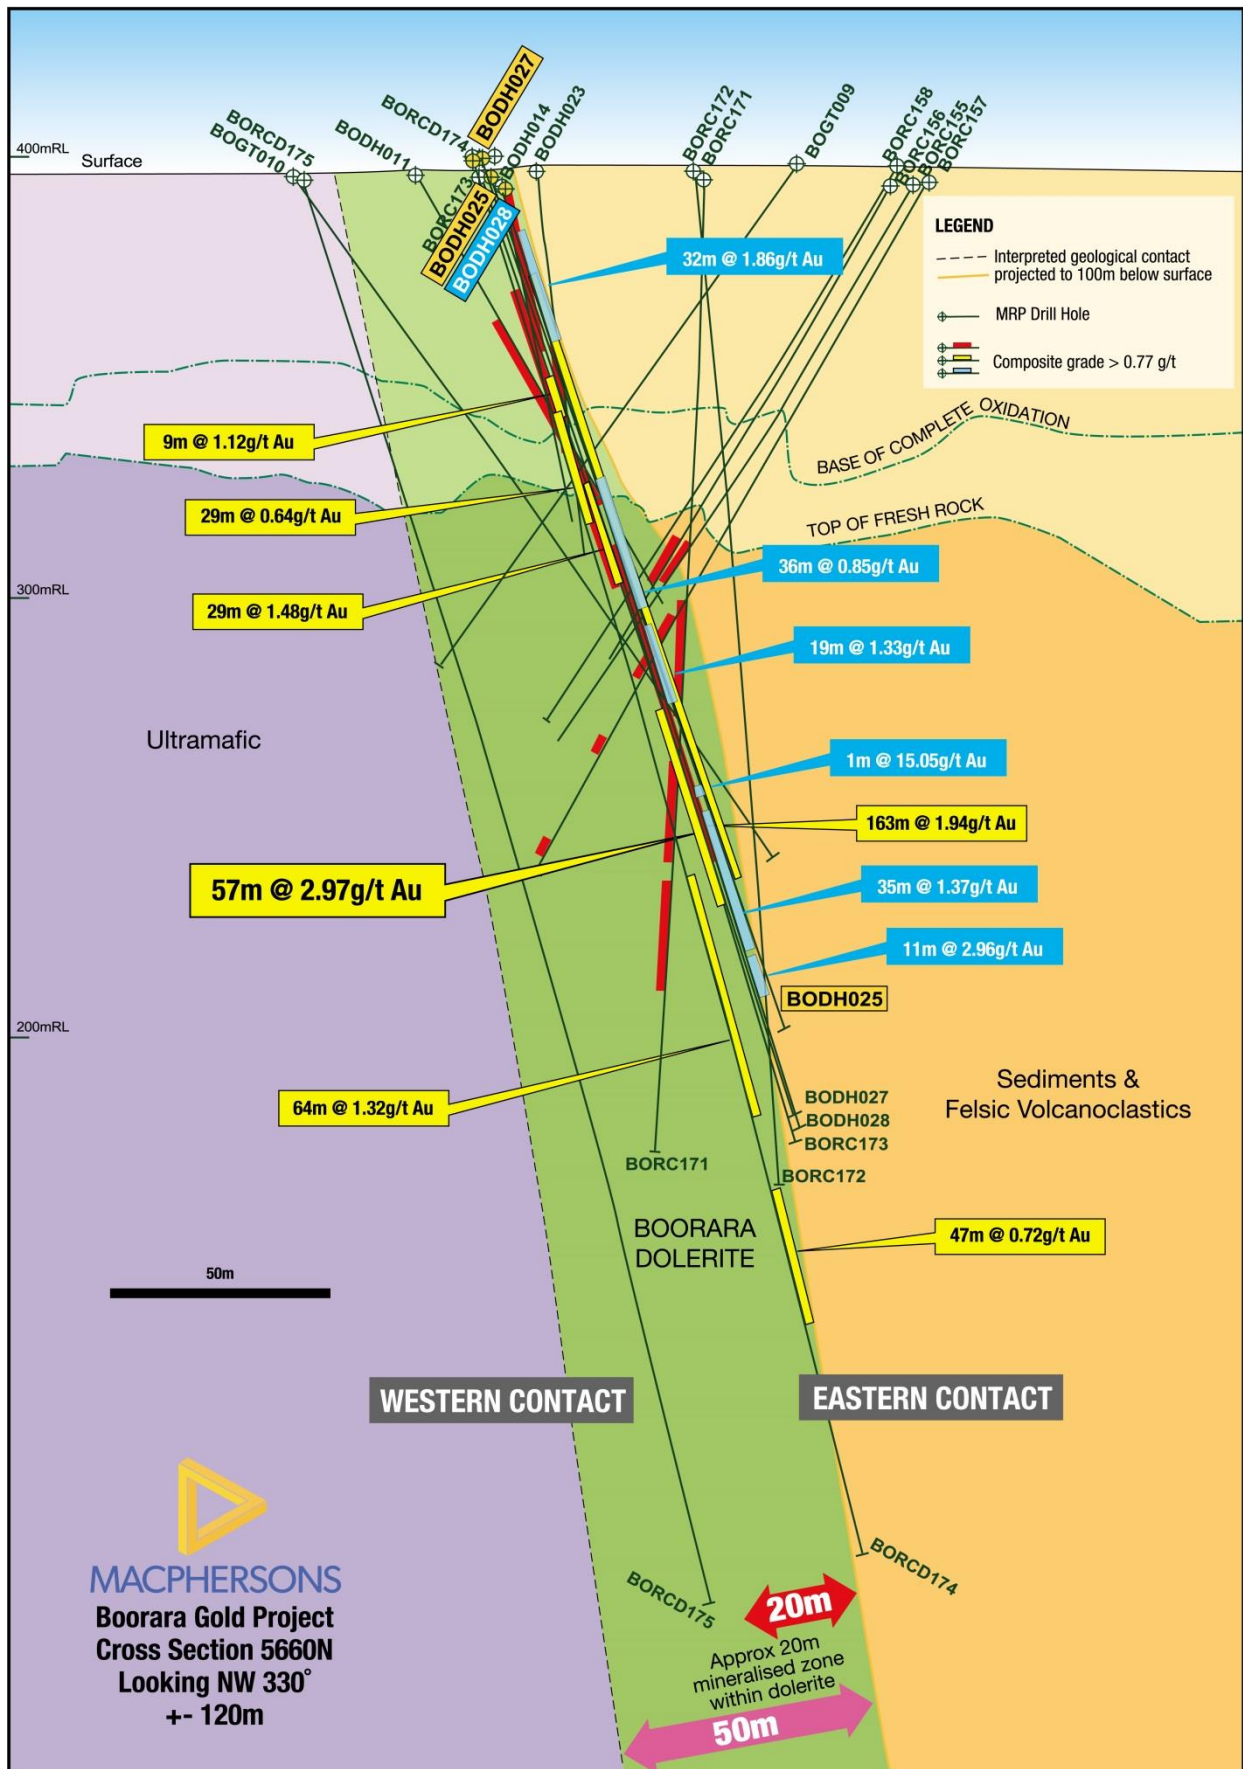 BORCD175
BOGT010
BODH011
BORCD174
BODH027
BODH014
BODH023
BORC172
BORC171
BOGT009
BORC158
BORC156
BORC155
BORC157
400mRL
Surface
BORC173
BODH025
BODH028
32m @ 1.86g/t Au
LEGEND
Interpreted geological contact
projected to 100m below surface
MRP Drill Hole
Composite grade > 0.77 g/t
9m @ 1.12g/t Au
BASE OF COMPLETE OXIDATION
29m @ 0.64g/t Au
TOP OF FRESH ROCK
36m @ 0.85g/t Au
300mRL
29m @ 1.48g/t Au
19m @ 1.33g/t Au
Ultramafic
1m @ 15.05g/t Au
163m @ 1.94g/t Au
57m @ 2.97g/t Au
35m @ 1.37g/t Au
11m @ 2.96g/t Au
BODH025
200mRL
Sediments &
Felsic Volcanoclastics
64m @ 1.32g/t Au
BODH027
BODH028
BORC173
BORC171
BORC172
BOORARA
DOLERITE
47m @ 0.72g/t Au
50m
WESTERN CONTACT
EASTERN CONTACT
BORCD174
BORCD175
20m
Approx 20m
mineralised zone
within dolerite
50m
MACPHERSONS
Boorara Gold Project
Cross Section 5660N
Looking NW 330°
+- 120m